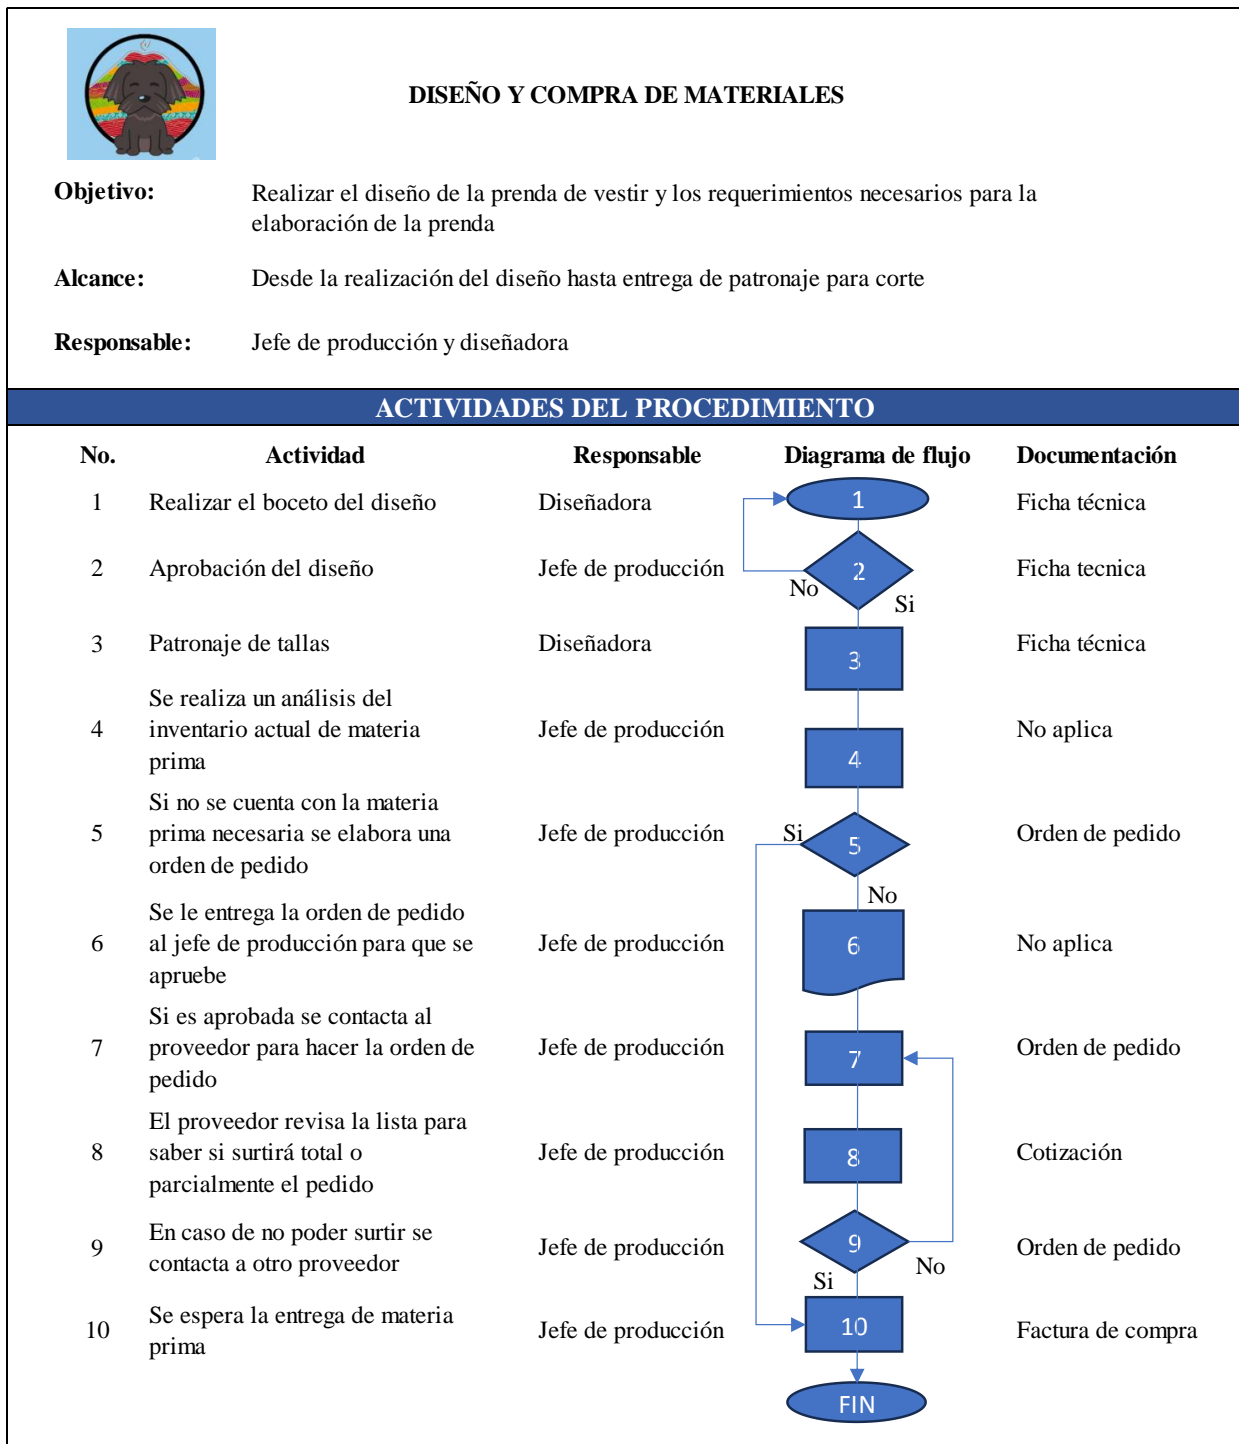 DISEÑO Y COMPRA DE MATERIALES
Objetivo:
Realizar el diseño de la prenda de vestir y los requerimientos necesarios para la
elaboración de la prenda
Alcance:
Desde la realización del diseño hasta entrega de patronaje para corte
Responsable:
Jefe de producción y diseñadora
ACTIVIDADES DEL PROCEDIMIENTO
No. Actividad Responsable Diagrama de flujo Documentación
1 Realizar el boceto del diseño Diseñadora 1 Ficha técnica
2 Aprobación del diseño Jefe de producción 2 Ficha tecnica
No
Si
3 Patronaje de tallas Diseñadora 3 Ficha técnica
Se realiza un análisis del
4 inventario actual de materia Jefe de producción 4 No aplica
prima
Si no se cuenta con la materia
5 prima necesaria se elabora una Jefe de producción Si 5 Orden de pedido
orden de pedido
No
Se le entrega la orden de pedido
6 al jefe de producción para que se Jefe de producción 6 No aplica
apruebe
Si es aprobada se contacta al
7 proveedor para hacer la orden de Jefe de producción 7 Orden de pedido
pedido
El proveedor revisa la lista para
8 saber si surtirá total o Jefe de producción 8 Cotización
parcialmente el pedido
En caso de no poder surtir se
9 contacta a otro proveedor Jefe de producción 9 Orden de pedido
No
Si
Se espera la entrega de materia
10 prima Jefe de producción 10 Factura de compra
FIN